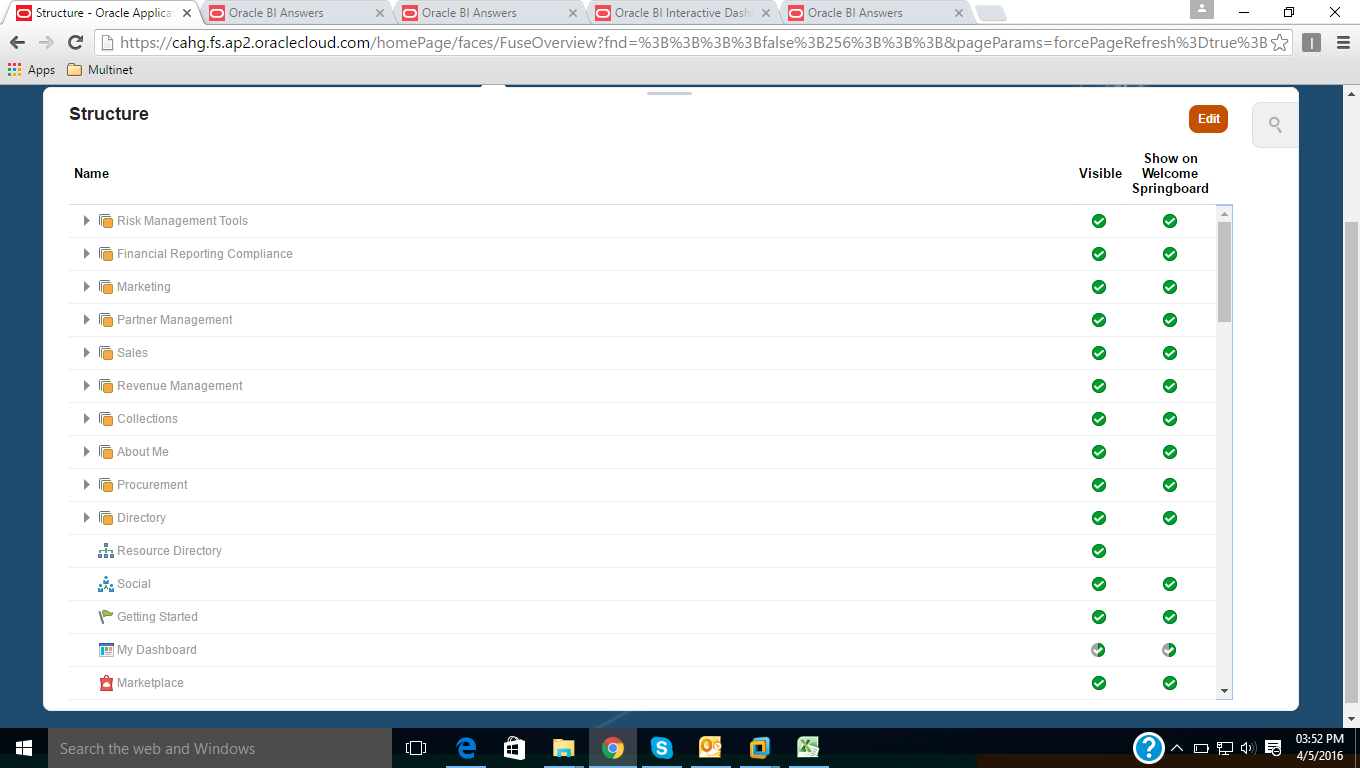 Structure - Oracle Applica
Oracle BI Answers
Oracle BI Answers
Oracle BI Interactive Dash
Oracle BI Answers
https://cahg.fs.ap2.oraclecloud.com/homePage/faces/FuseOverview?fnd=%3B%3B%3B%3Bfalse%3B256%3B%3B%3B&pageParams=forcePageRefresh%3Dtrue%3B
Apps
Multinet
Structure
Edit
Name
Visible
Show on
Welcome
Springboard
Risk Management Tools
Financial Reporting Compliance
Marketing
Partner Management
Sales
Revenue Management
Collections
About Me
Procurement
Directory
Resource Directory
Social
Getting Started
My Dashboard
Marketplace
Search the web and Windows
03:52 PM
4/5/2016